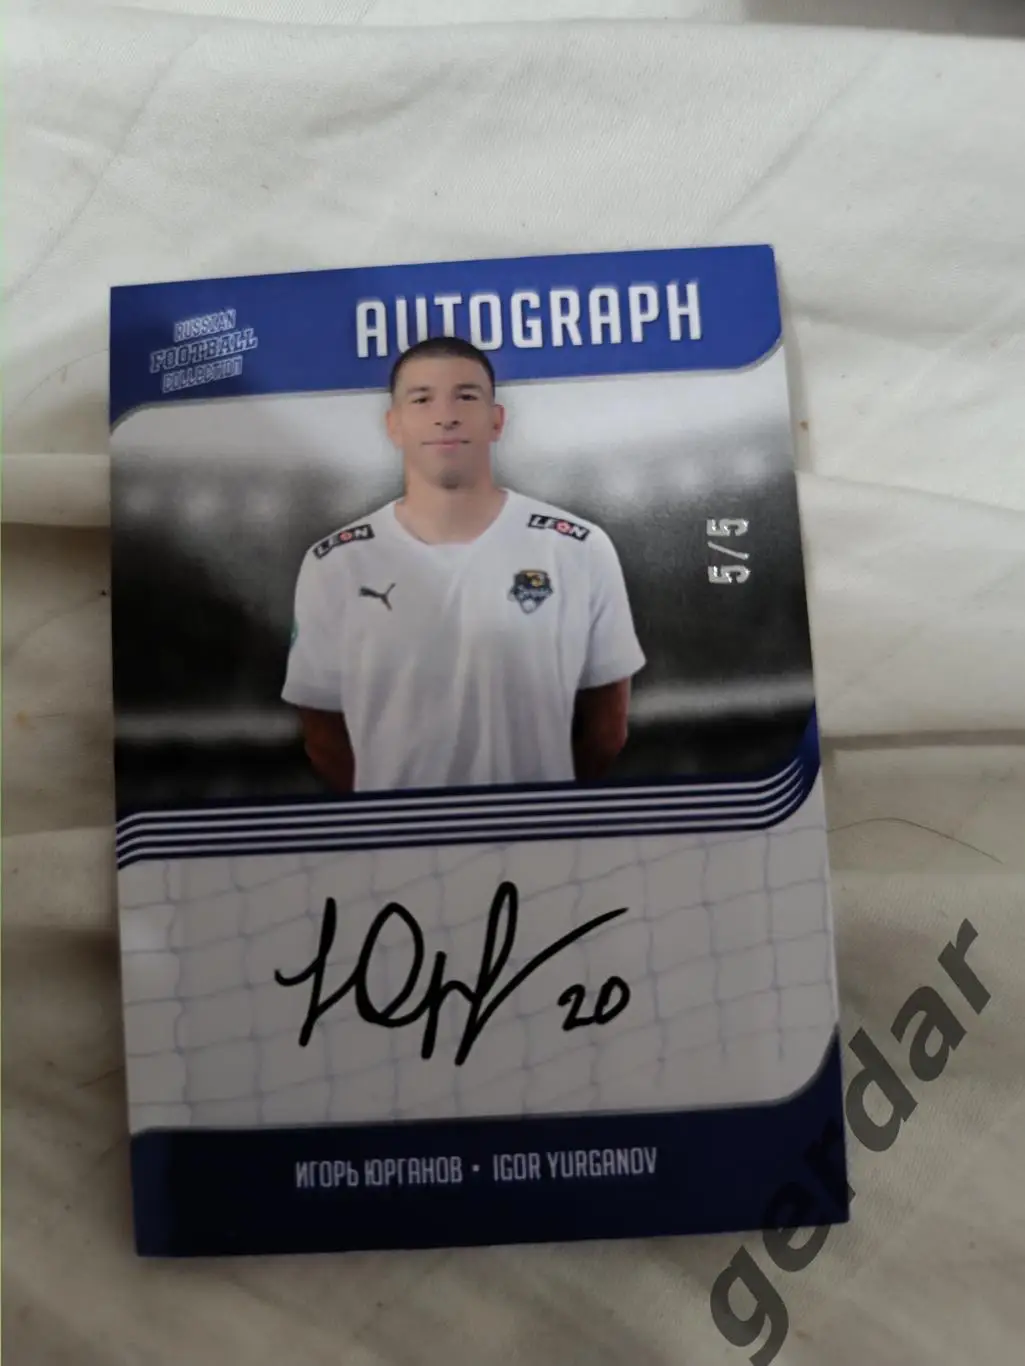 RUSSIAN
FOOTBALL
COLLECTION
AUTOGRAPH
LEON
LEON
5/5
20
ИГОРЬ ЮРГАНОВ • IGOR YURGANOV
gerdar